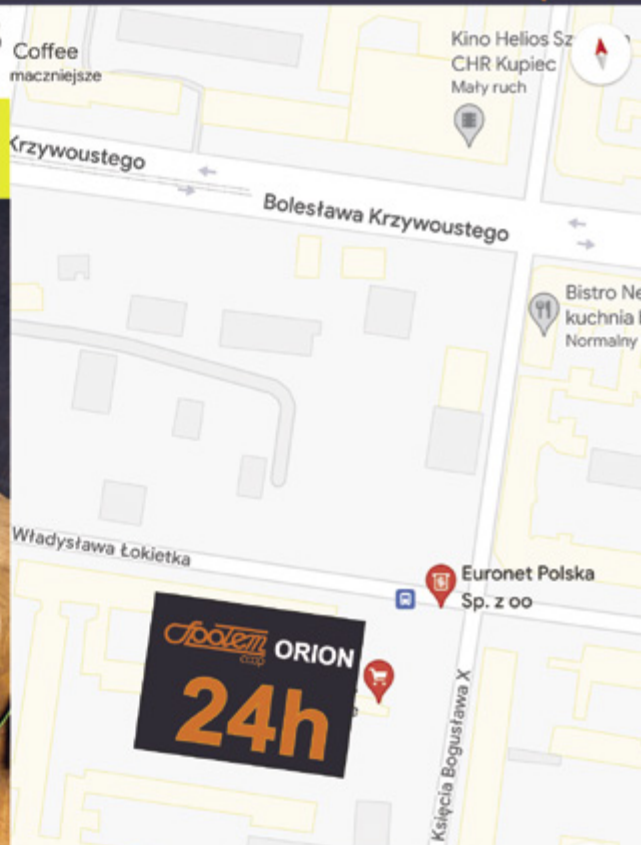 Coffee
maczniejsze
Kino Helios Sz
CHR Kupiec
Mały ruch
Krzywoustego
Bolesława Krzywoustego
Bistro Ne
kuchnia
Normalny
Władysława Łokietka
Euronet Polska
Sp. z oo
Społem
coop
ORION
24h
Księcia Bogusława X